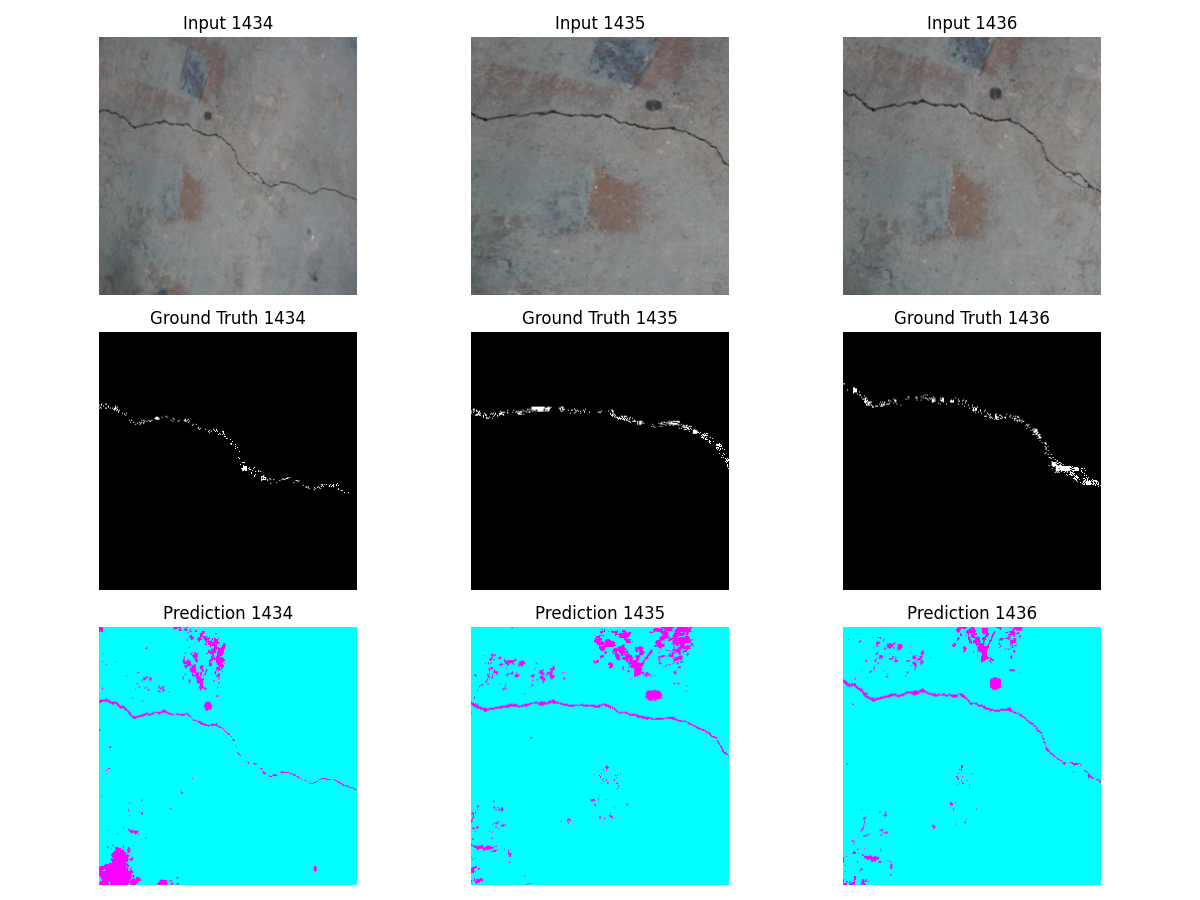 Input 1434
Input 1435
Input 1436
Ground Truth 1434
Ground Truth 1435
Ground Truth 1436
Prediction 1434
Prediction 1435
Prediction 1436